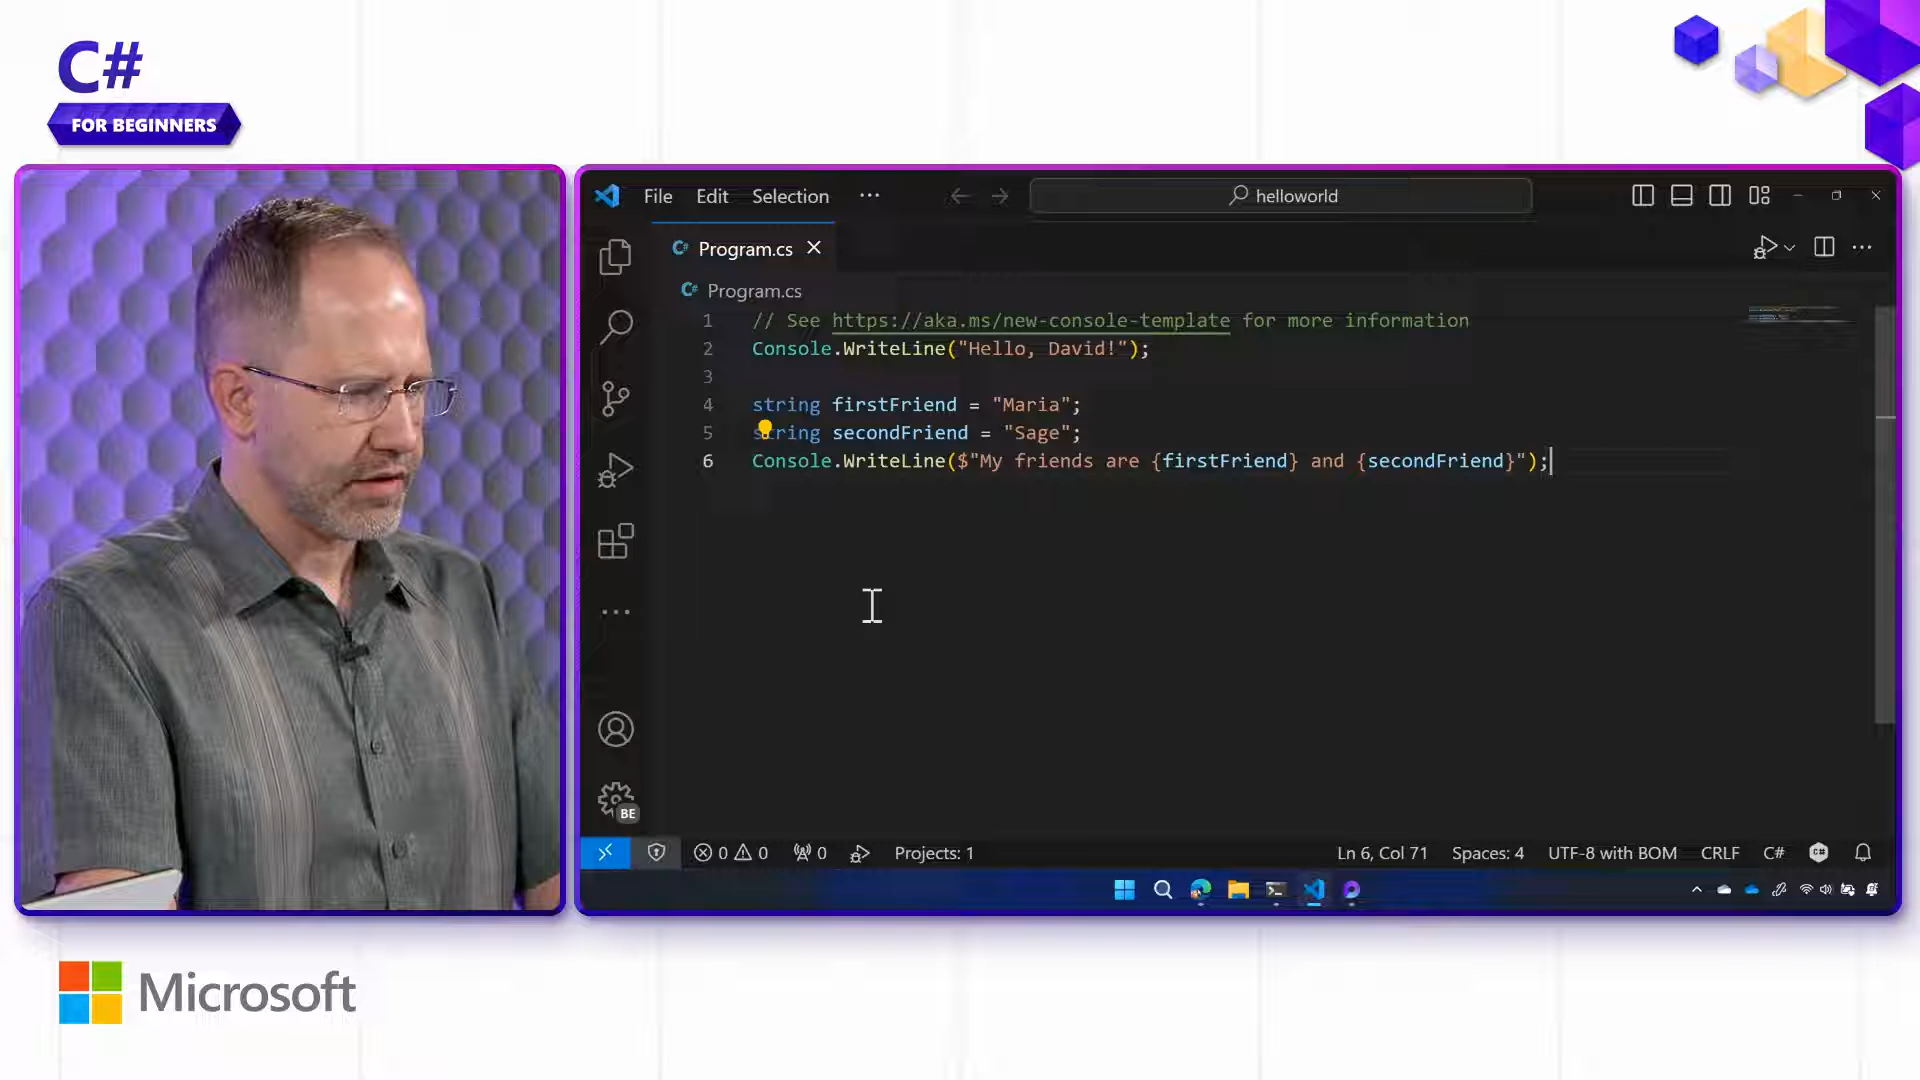 C#
FOR BEGINNERS
File Edit Selection ··· helloworld
Program.cs
Program.cs
1 // See https://aka.ms/new-console-template for more information
2 Console.WriteLine("Hello, David!");
3
4 string firstFriend = "Maria";
5 string secondFriend = "Sage";
6 Console.WriteLine($"My friends are {firstFriend} and {secondFriend}");
BE
0 0 0 Projects: 1 Ln 6, Col 71 Spaces: 4 UTF-8 with BOM CRLF C#
Microsoft